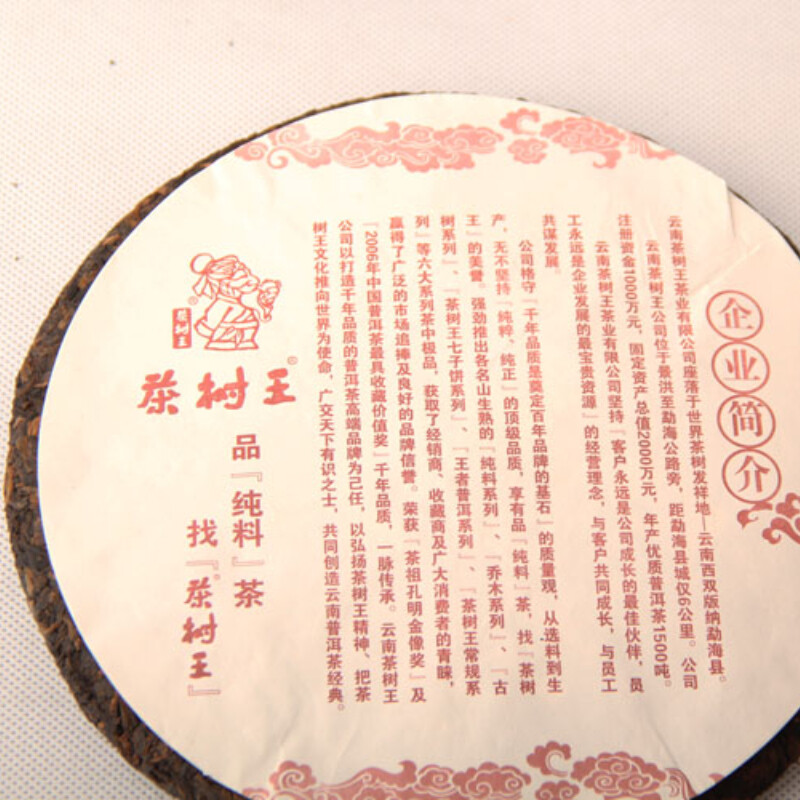 企业简介
云南茶树王茶业有限公司座落于世界茶树发祥地—云南西双版纳勐海县。
云南茶树王公司位于景洪至勐海公路旁，距勐海县城仅6公里。公司
注册资金1000万元，固定资产总值2000万元，年产优质普洱茶1500吨。
云南茶树王茶业有限公司坚持『客户永远是公司成长的最佳伙伴，员
工永远是企业发展的最宝贵资源』的经营理念，与客户共同成长，与员工
共谋发展。
公司恪守『千年品质是奠定百年品牌的基石』的质量观，从选料到生
产，无不坚持『纯粹、纯正』的顶级品质，享有品『纯料』茶，找『茶树
王』的美誉。强劲推出各名山生熟的『纯料系列』、『乔木系列』、『古
树系列』、『茶树王七子饼系列』、『王者普洱系列』、『茶树王常规系
列』等六大系列茶中极品，获取了经销商、收藏商及广大消费者的青睐，
赢得了广泛的市场追捧及良好的品牌信誉。荣获『茶祖孔明金像奖』及
『2006年中国普洱茶最具收藏价值奖』千年品质，一脉传承。云南茶树王
公司以打造千年品质的普洱茶高端品牌为己任，以弘扬茶树王精神、把茶
树王文化推向世界为使命，广交天下有识之士，共同创造云南普洱茶经典。
茶树王®
茶树王®
品『纯料』茶
找『茶树王®』